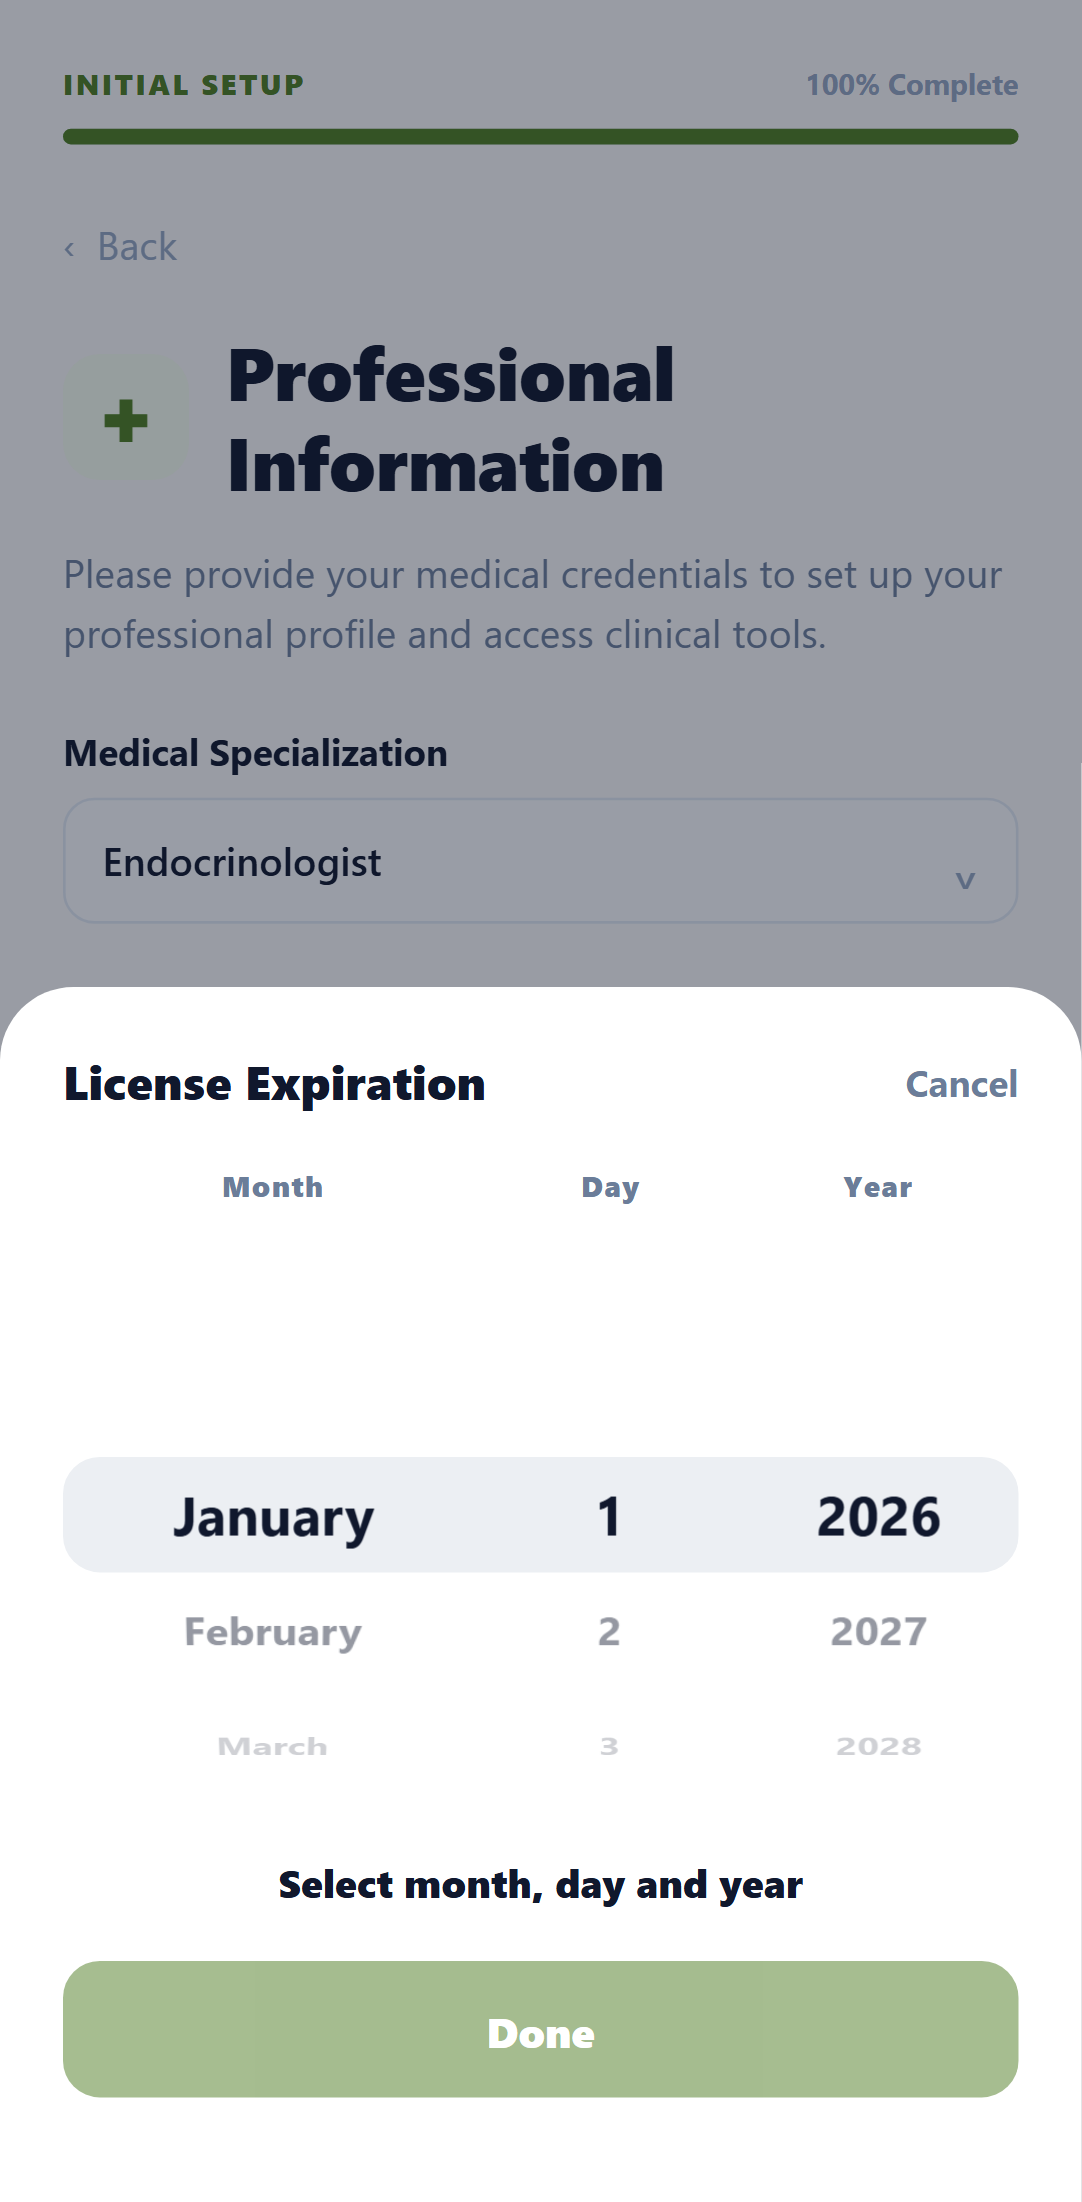 INITIAL SETUP 100% Complete
‹ Back
Professional
Information
Please provide your medical credentials to set up your
professional profile and access clinical tools.
Medical Specialization
Endocrinologist
License Expiration Cancel
Month Day Year
January 1 2026
February 2 2027
March 3 2028
Select month, day and year
Done